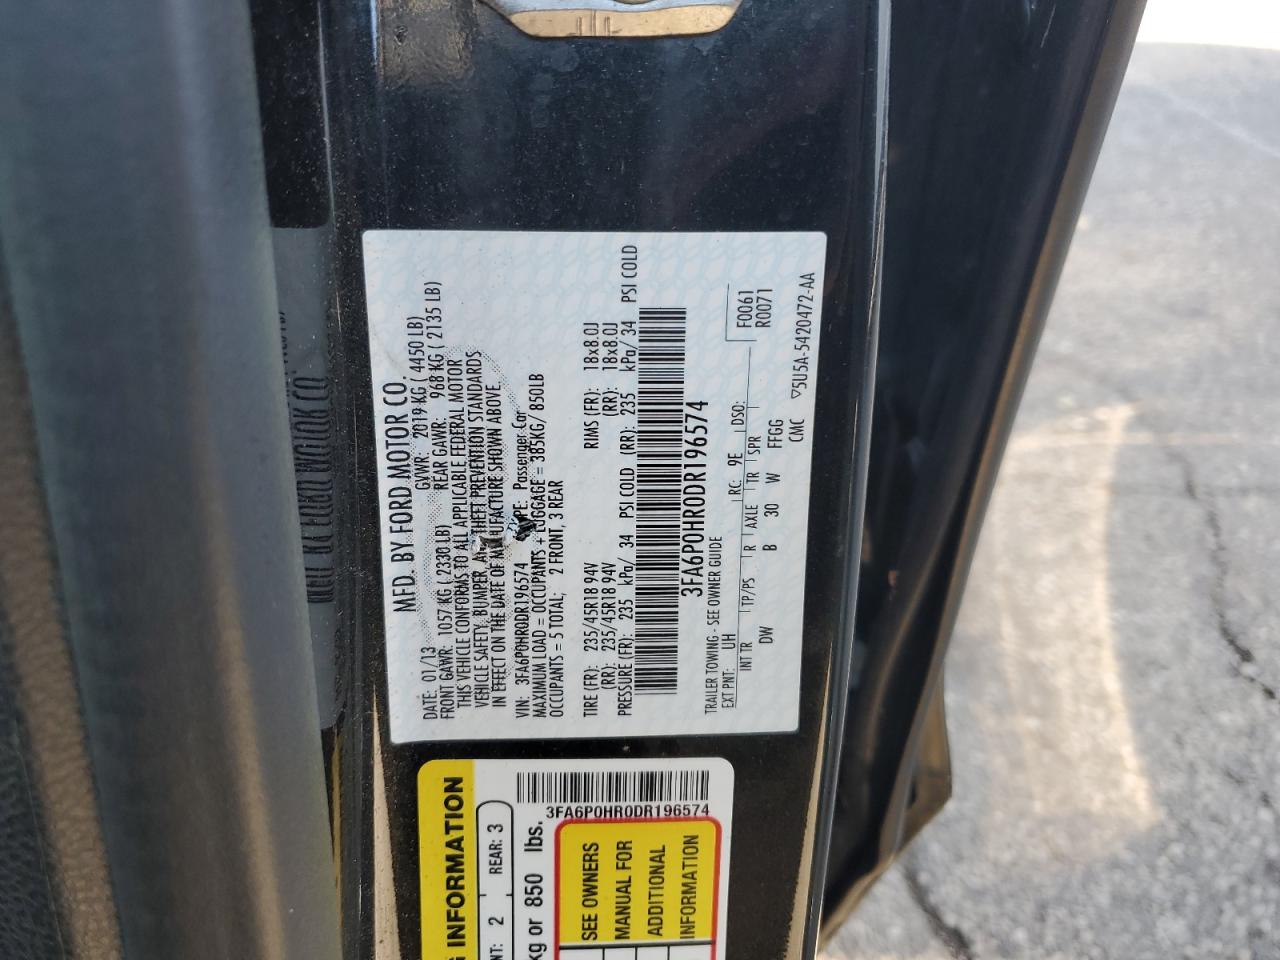 MFD. BY FORD MOTOR CO.
DATE: 01/13 GVWR: 2019 KG ( 4450 LB)
FRONT GAWR: 1057 KG ( 2330 LB) REAR GAWR: 968 KG ( 2135 LB)
THIS VEHICLE CONFORMS TO ALL APPLICABLE FEDERAL MOTOR
VEHICLE SAFETY, BUMPER, AND THEFT PREVENTION STANDARDS
IN EFFECT ON THE DATE OF MANUFACTURE SHOWN ABOVE.
VIN: 3FA6P0HR0DR196574 Passenger Car
MAXIMUM LOAD = OCCUPANTS + LUGGAGE = 385KG/ 850LB
OCCUPANTS = 5 TOTAL; 2 FRONT, 3 REAR
TIRE (FR): 235/45R18 94V RIMS (FR): 18x8.0J
(RR): 235/45R18 94V (RR): 18x8.0J
PRESSURE (FR): 235 kPa/ 34 PSI COLD (RR): 235 kPa/ 34 PSI COLD
3FA6P0HR0DR196574
TRAILER TOWING - SEE OWNER GUIDE
EXT PNT: UH RC: 9E DSO: F0061
R0071
INT TR TP/PS R AXLE TR SPR
DW B 30 W FFGG
CMC ▽5U5A-5420472-AA
INFORMATION
NT: 2 REAR: 3
kg or 850 lbs.
3FA6P0HR0DR196574
SEE OWNERS
MANUAL FOR
ADDITIONAL
INFORMATION